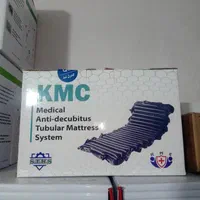 KMC
Medical
Anti-decubitus
Tubular Mattress
System